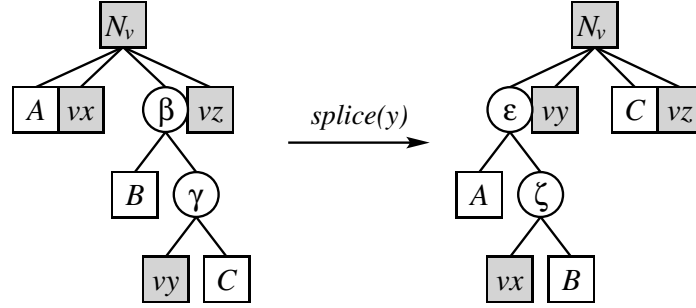 N_v N_v
A vx β vz splice(y) ε vy C vz
B γ A ζ
vy C vx B